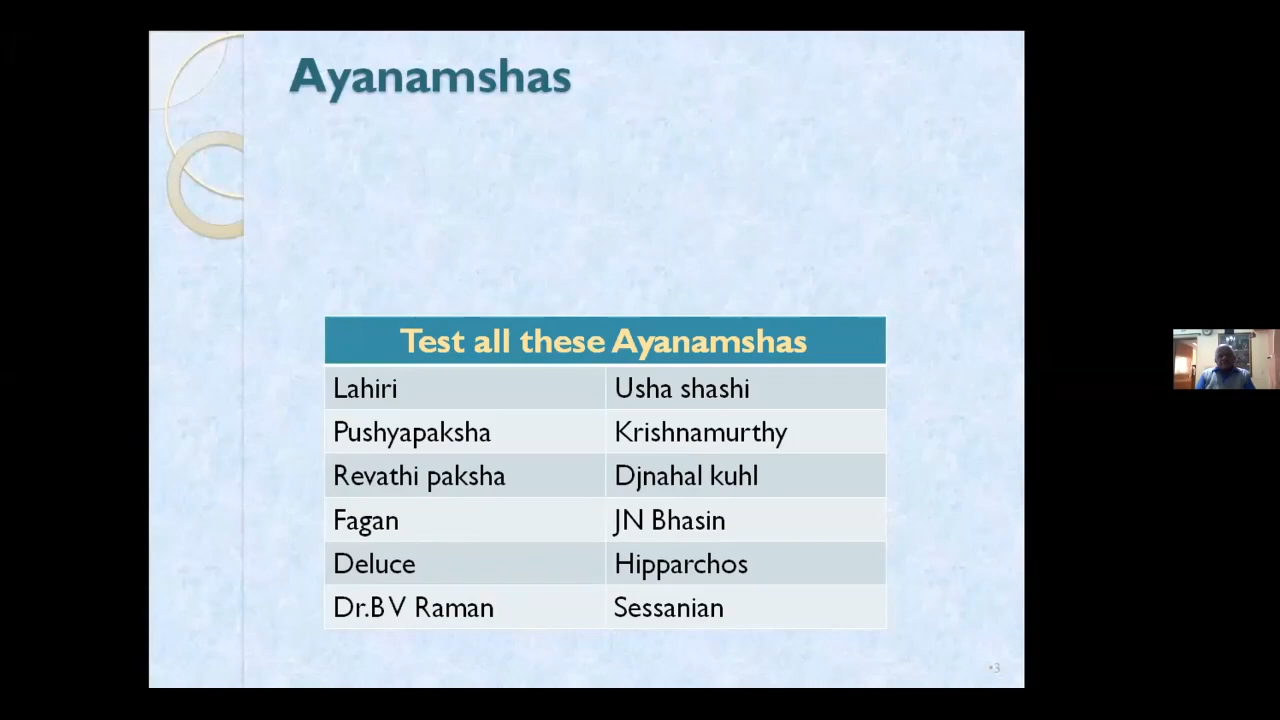 Ayanamshas
Test all these Ayanamshas
Lahiri Usha shashi
Pushyapaksha Krishnamurthy
Revathi paksha Djnahal kuhl
Fagan JN Bhasin
Deluce Hipparchos
Dr.B V Raman Sessanian
•3